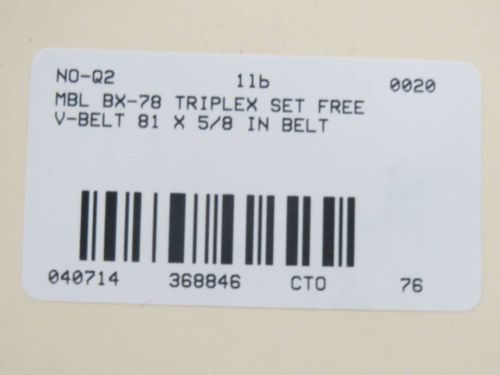 NO-Q2 1lb 0020
MBL BX-78 TRIPLEX SET FREE
V-BELT 81 X 5/8 IN BELT
040714 368846 CTO 76